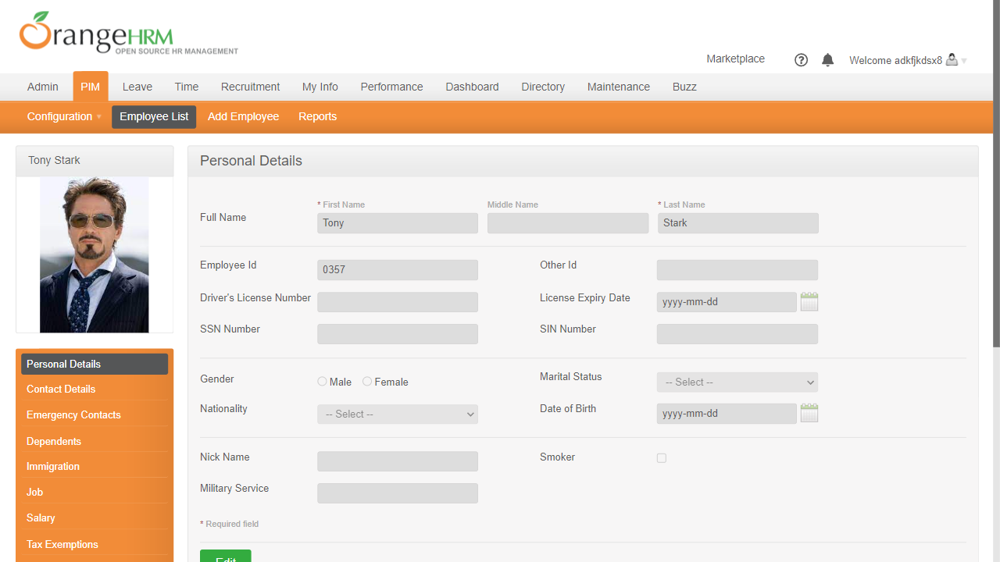 OrangeHRM
OPEN SOURCE HR MANAGEMENT
Marketplace
Welcome adkfjkdsx8
Admin PIM Leave Time Recruitment My Info Performance Dashboard Directory Maintenance Buzz
Configuration Employee List Add Employee Reports
Tony Stark
Personal Details
Contact Details
Emergency Contacts
Dependents
Immigration
Job
Salary
Tax Exemptions
Personal Details
* First Name Middle Name * Last Name
Full Name Tony Stark
Employee Id 0357 Other Id
Driver's License Number License Expiry Date yyyy-mm-dd
SSN Number SIN Number
Gender Male Female Marital Status -- Select --
Nationality -- Select -- Date of Birth yyyy-mm-dd
Nick Name Smoker
Military Service
* Required field
Edit